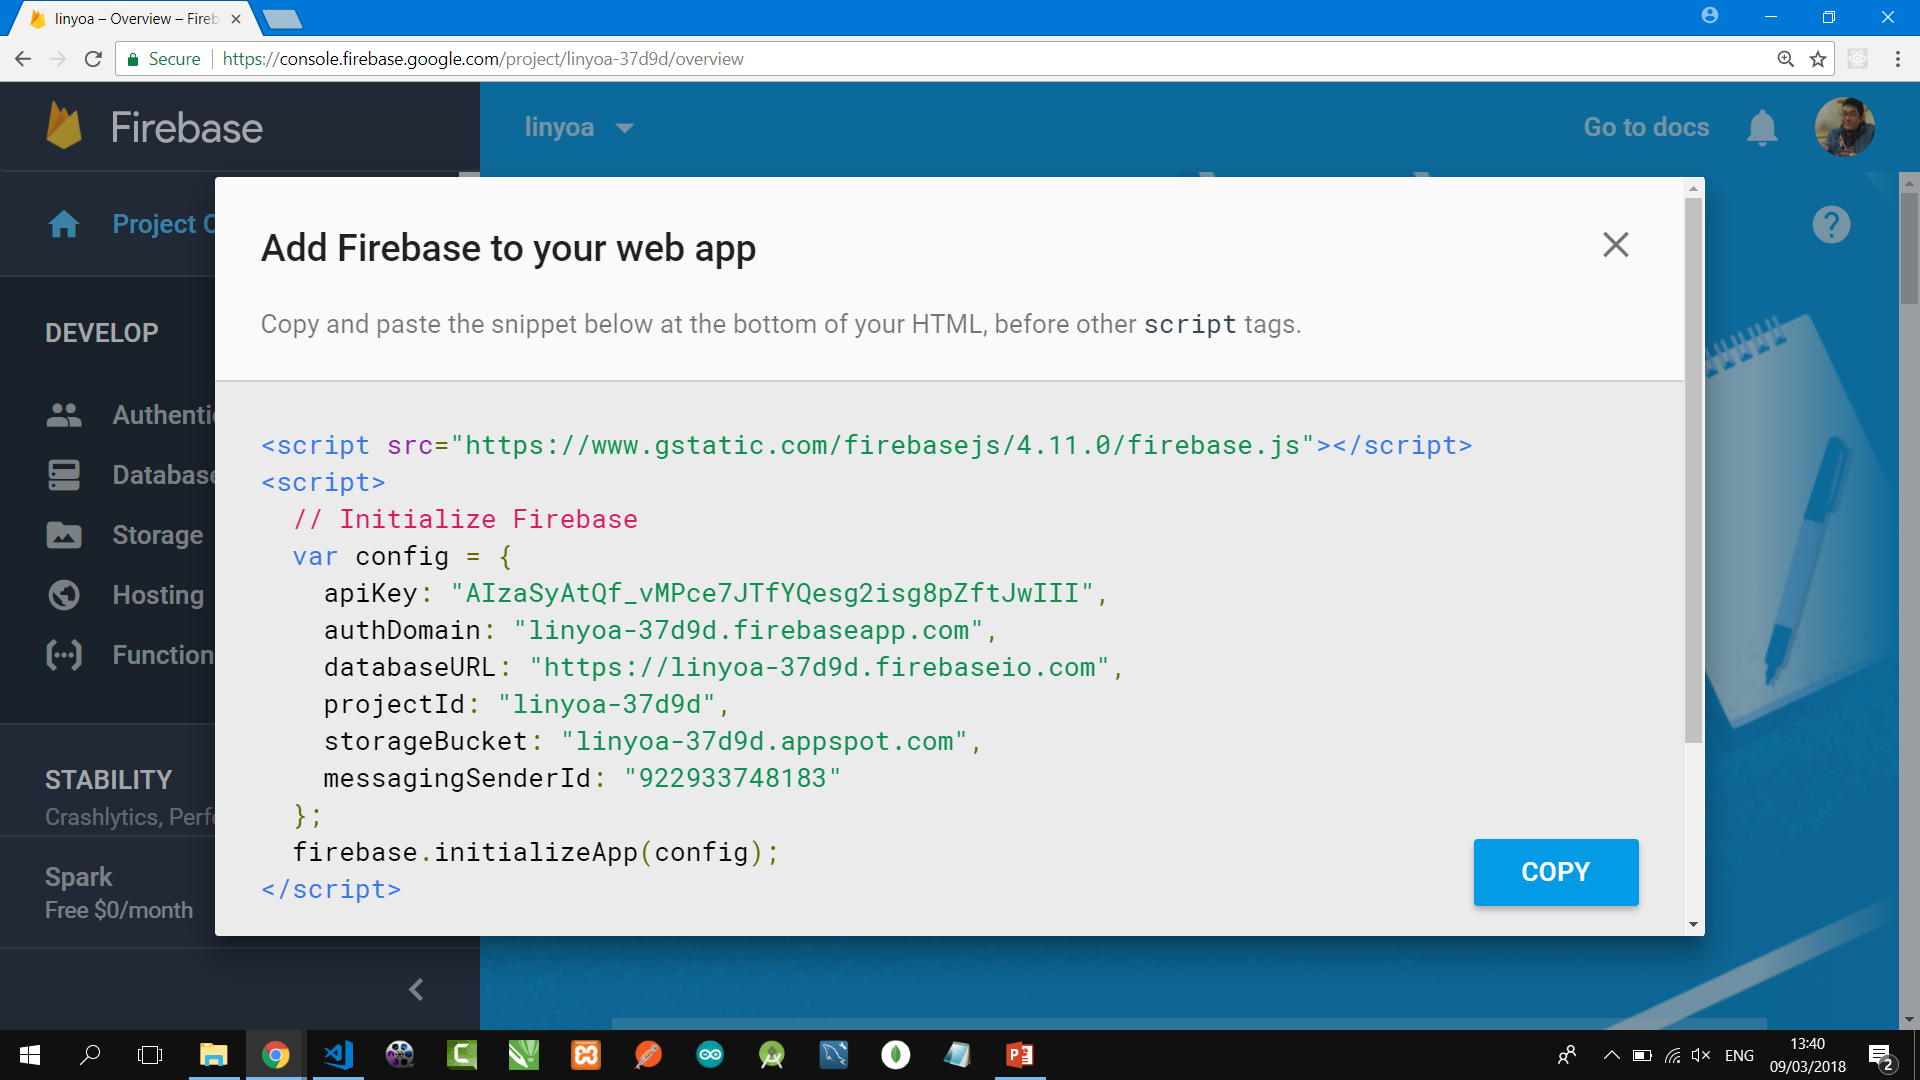 linyoa – Overview – Fireb
Secure
https://console.firebase.google.com/project/linyoa-37d9d/overview
Firebase
linyoa
Go to docs
Project
Add Firebase to your web app
Copy and paste the snippet below at the bottom of your HTML, before other script tags.
DEVELOP
Authenti
Database
Storage
Hosting
Function
STABILITY
Crashlytics, Perf
Spark
Free $0/month
<script src="https://www.gstatic.com/firebasejs/4.11.0/firebase.js"></script>
<script>
// Initialize Firebase
var config = {
apiKey: "AIzaSyAtQf_vMPce7JTfYQesg2isg8pZftJwIII",
authDomain: "linyoa-37d9d.firebaseapp.com",
databaseURL: "https://linyoa-37d9d.firebaseio.com",
projectId: "linyoa-37d9d",
storageBucket: "linyoa-37d9d.appspot.com",
messagingSenderId: "922933748183"
};
firebase.initializeApp(config);
</script>
COPY
ENG
13:40
09/03/2018
2